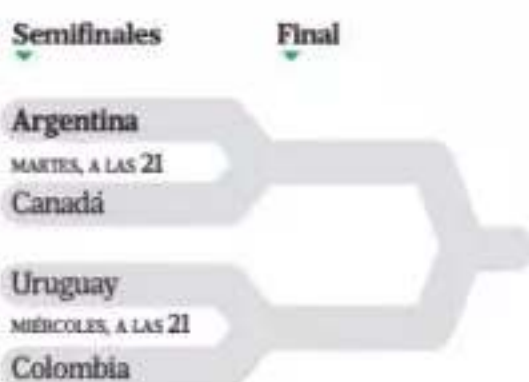 Semifinales Final
Argentina
MARTES, A LAS 21
Canadá
Uruguay
MIÉRCOLES, A LAS 21
Colombia